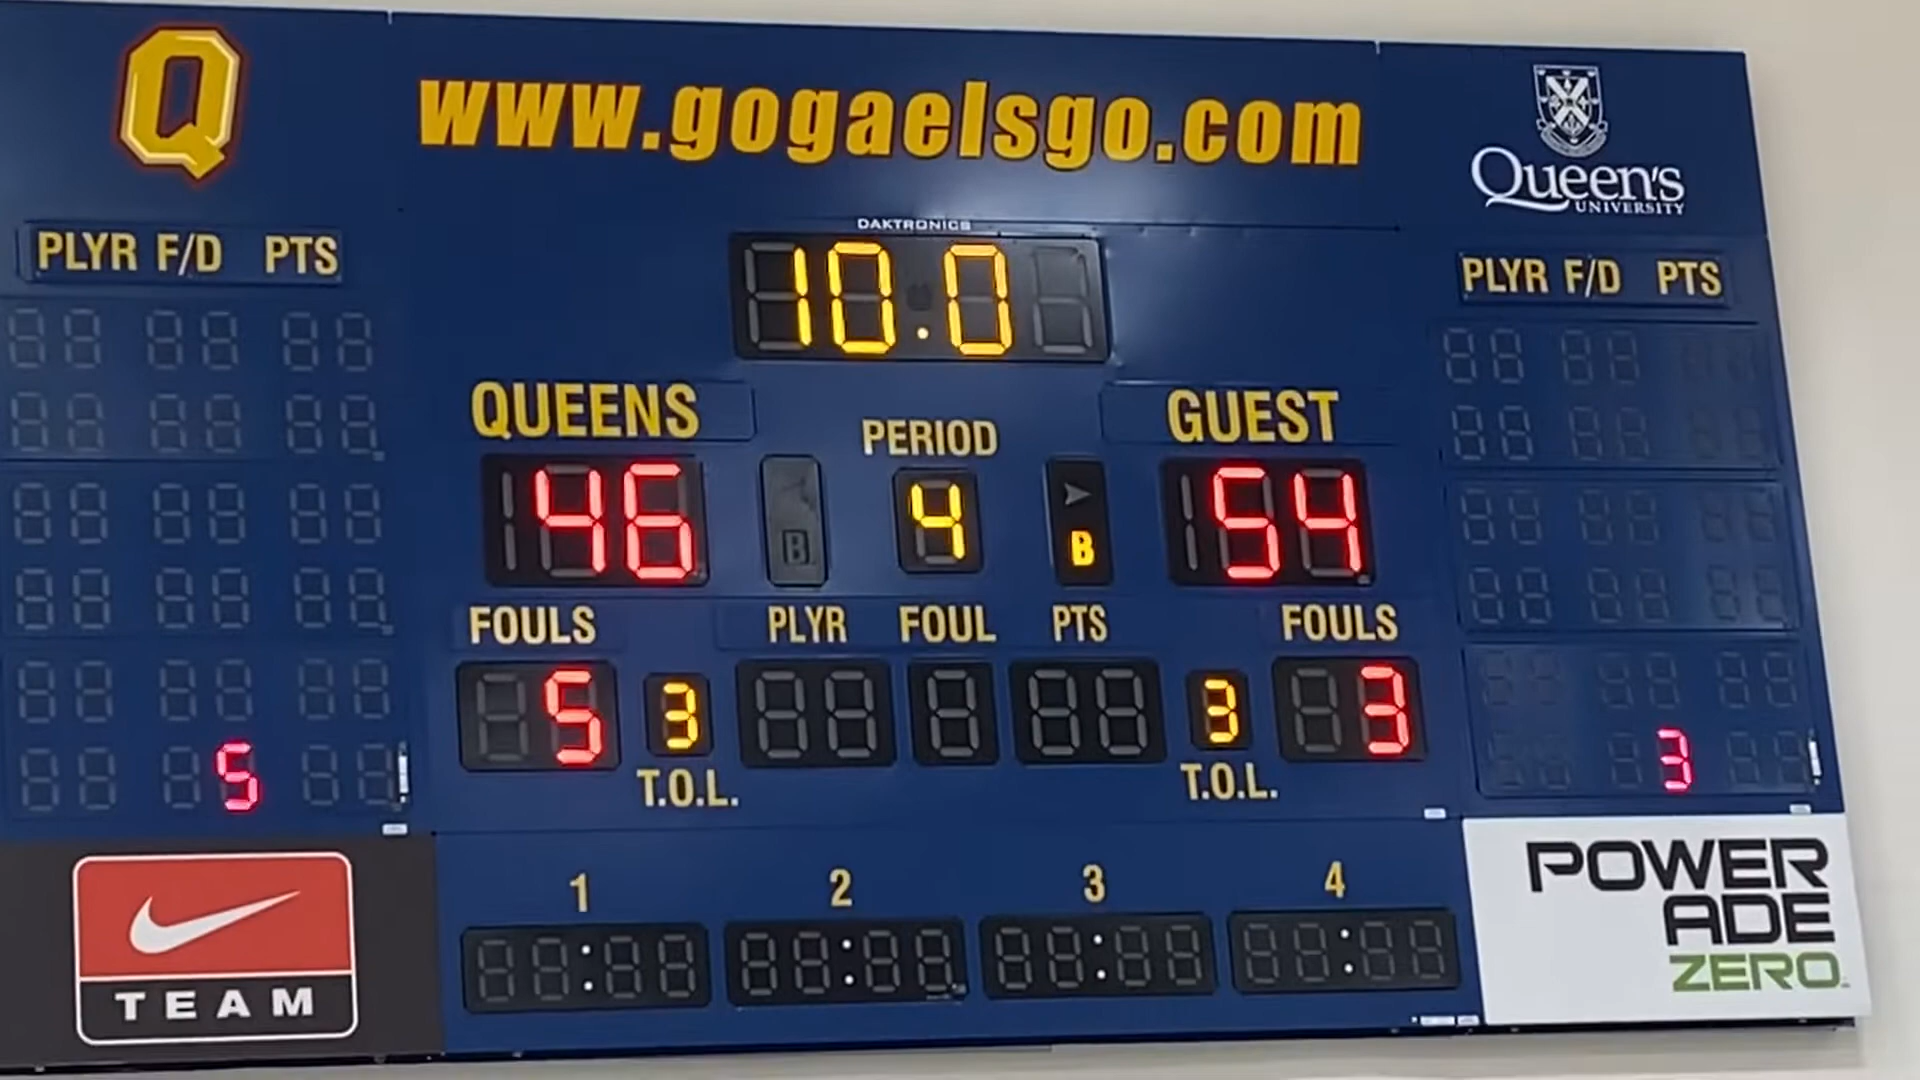 Q
www.gogaelsgo.com
Queen's
UNIVERSITY
DAKTRONICS
PLYR F/D PTS
10.0
PLYR F/D PTS
QUEENS
PERIOD
GUEST
46
B
4
B
54
FOULS
PLYR
FOUL
PTS
FOULS
5
3
3
3
T.O.L.
T.O.L.
5
3
NIKE TEAM
1
2
3
4
POWER
ADE
ZERO